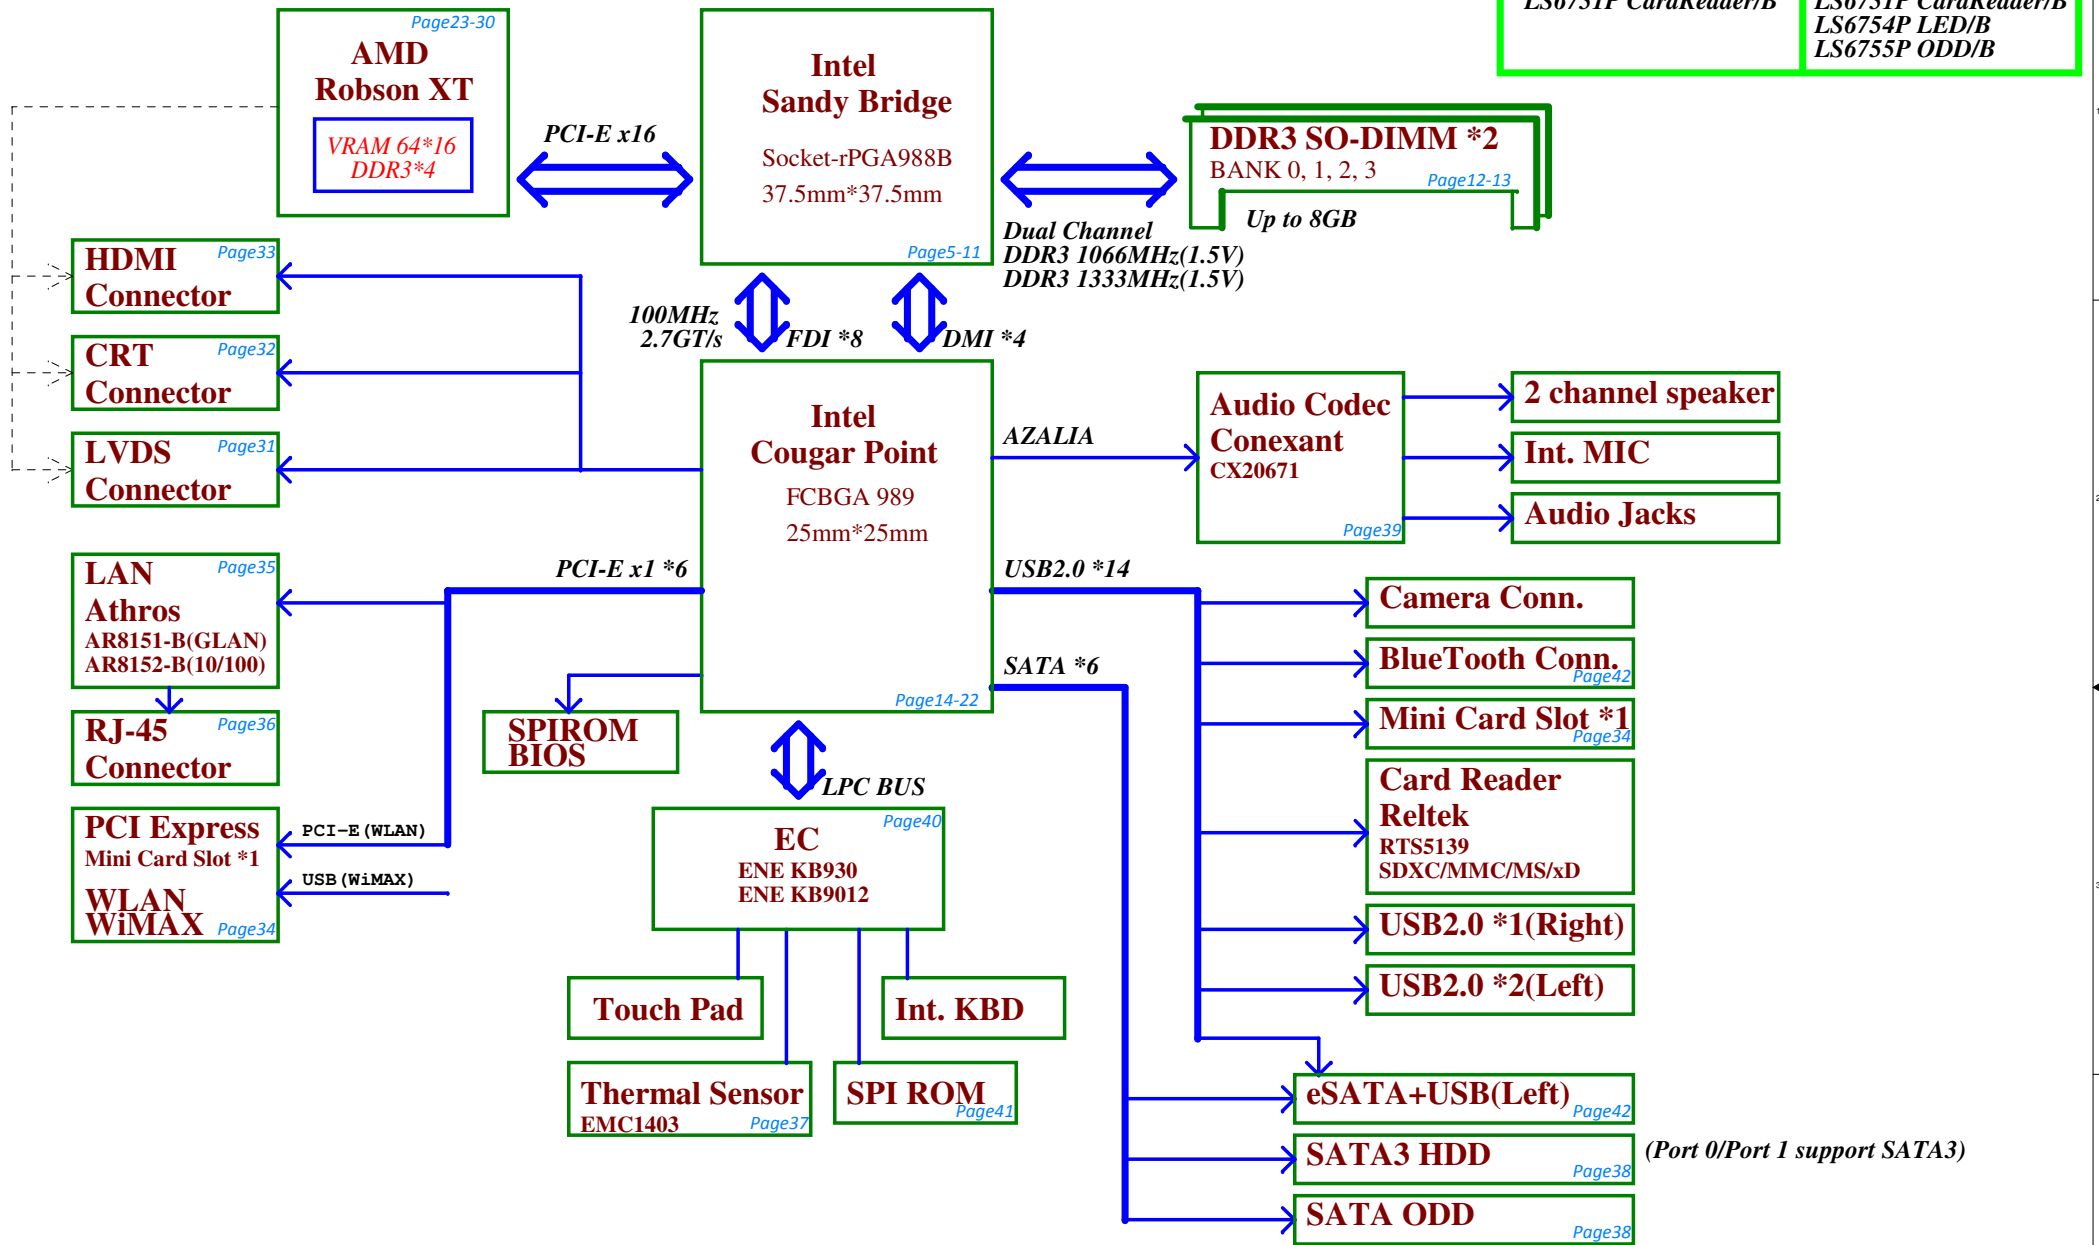 LS6751P CardReader/B
LS6751P CardReader/B
LS6754P LED/B
LS6755P ODD/B
Page23-30
AMD
Robson XT
VRAM 64*16
DDR3*4
PCI-E x16
Intel
Sandy Bridge
Socket-rPGA988B
37.5mm*37.5mm
Page5-11
DDR3 SO-DIMM *2
BANK 0, 1, 2, 3
Page12-13
Up to 8GB
Dual Channel
DDR3 1066MHz(1.5V)
DDR3 1333MHz(1.5V)
HDMI
Connector
Page33
CRT
Connector
Page32
LVDS
Connector
Page31
100MHz
2.7GT/s
FDI *8
DMI *4
Intel
Cougar Point
FCBGA 989
25mm*25mm
Page14-22
AZALIA
Audio Codec
Conexant
CX20671
Page39
2 channel speaker
Int. MIC
Audio Jacks
LAN
Athros
AR8151-B(GLAN)
AR8152-B(10/100)
Page35
RJ-45
Connector
Page36
PCI-E x1 *6
PCI Express
Mini Card Slot *1
WLAN
WiMAX
Page34
PCI-E(WLAN)
USB(WiMAX)
SPIROM
BIOS
LPC BUS
EC
ENE KB930
ENE KB9012
Page40
Touch Pad
Int. KBD
Thermal Sensor
EMC1403
Page37
SPI ROM
Page41
USB2.0 *14
SATA *6
Camera Conn.
BlueTooth Conn.
Page42
Mini Card Slot *1
Page34
Card Reader
Reltek
RTS5139
SDXC/MMC/MS/xD
USB2.0 *1(Right)
USB2.0 *2(Left)
eSATA+USB(Left)
Page42
SATA3 HDD
Page38
(Port 0/Port 1 support SATA3)
SATA ODD
Page38
1
2
3